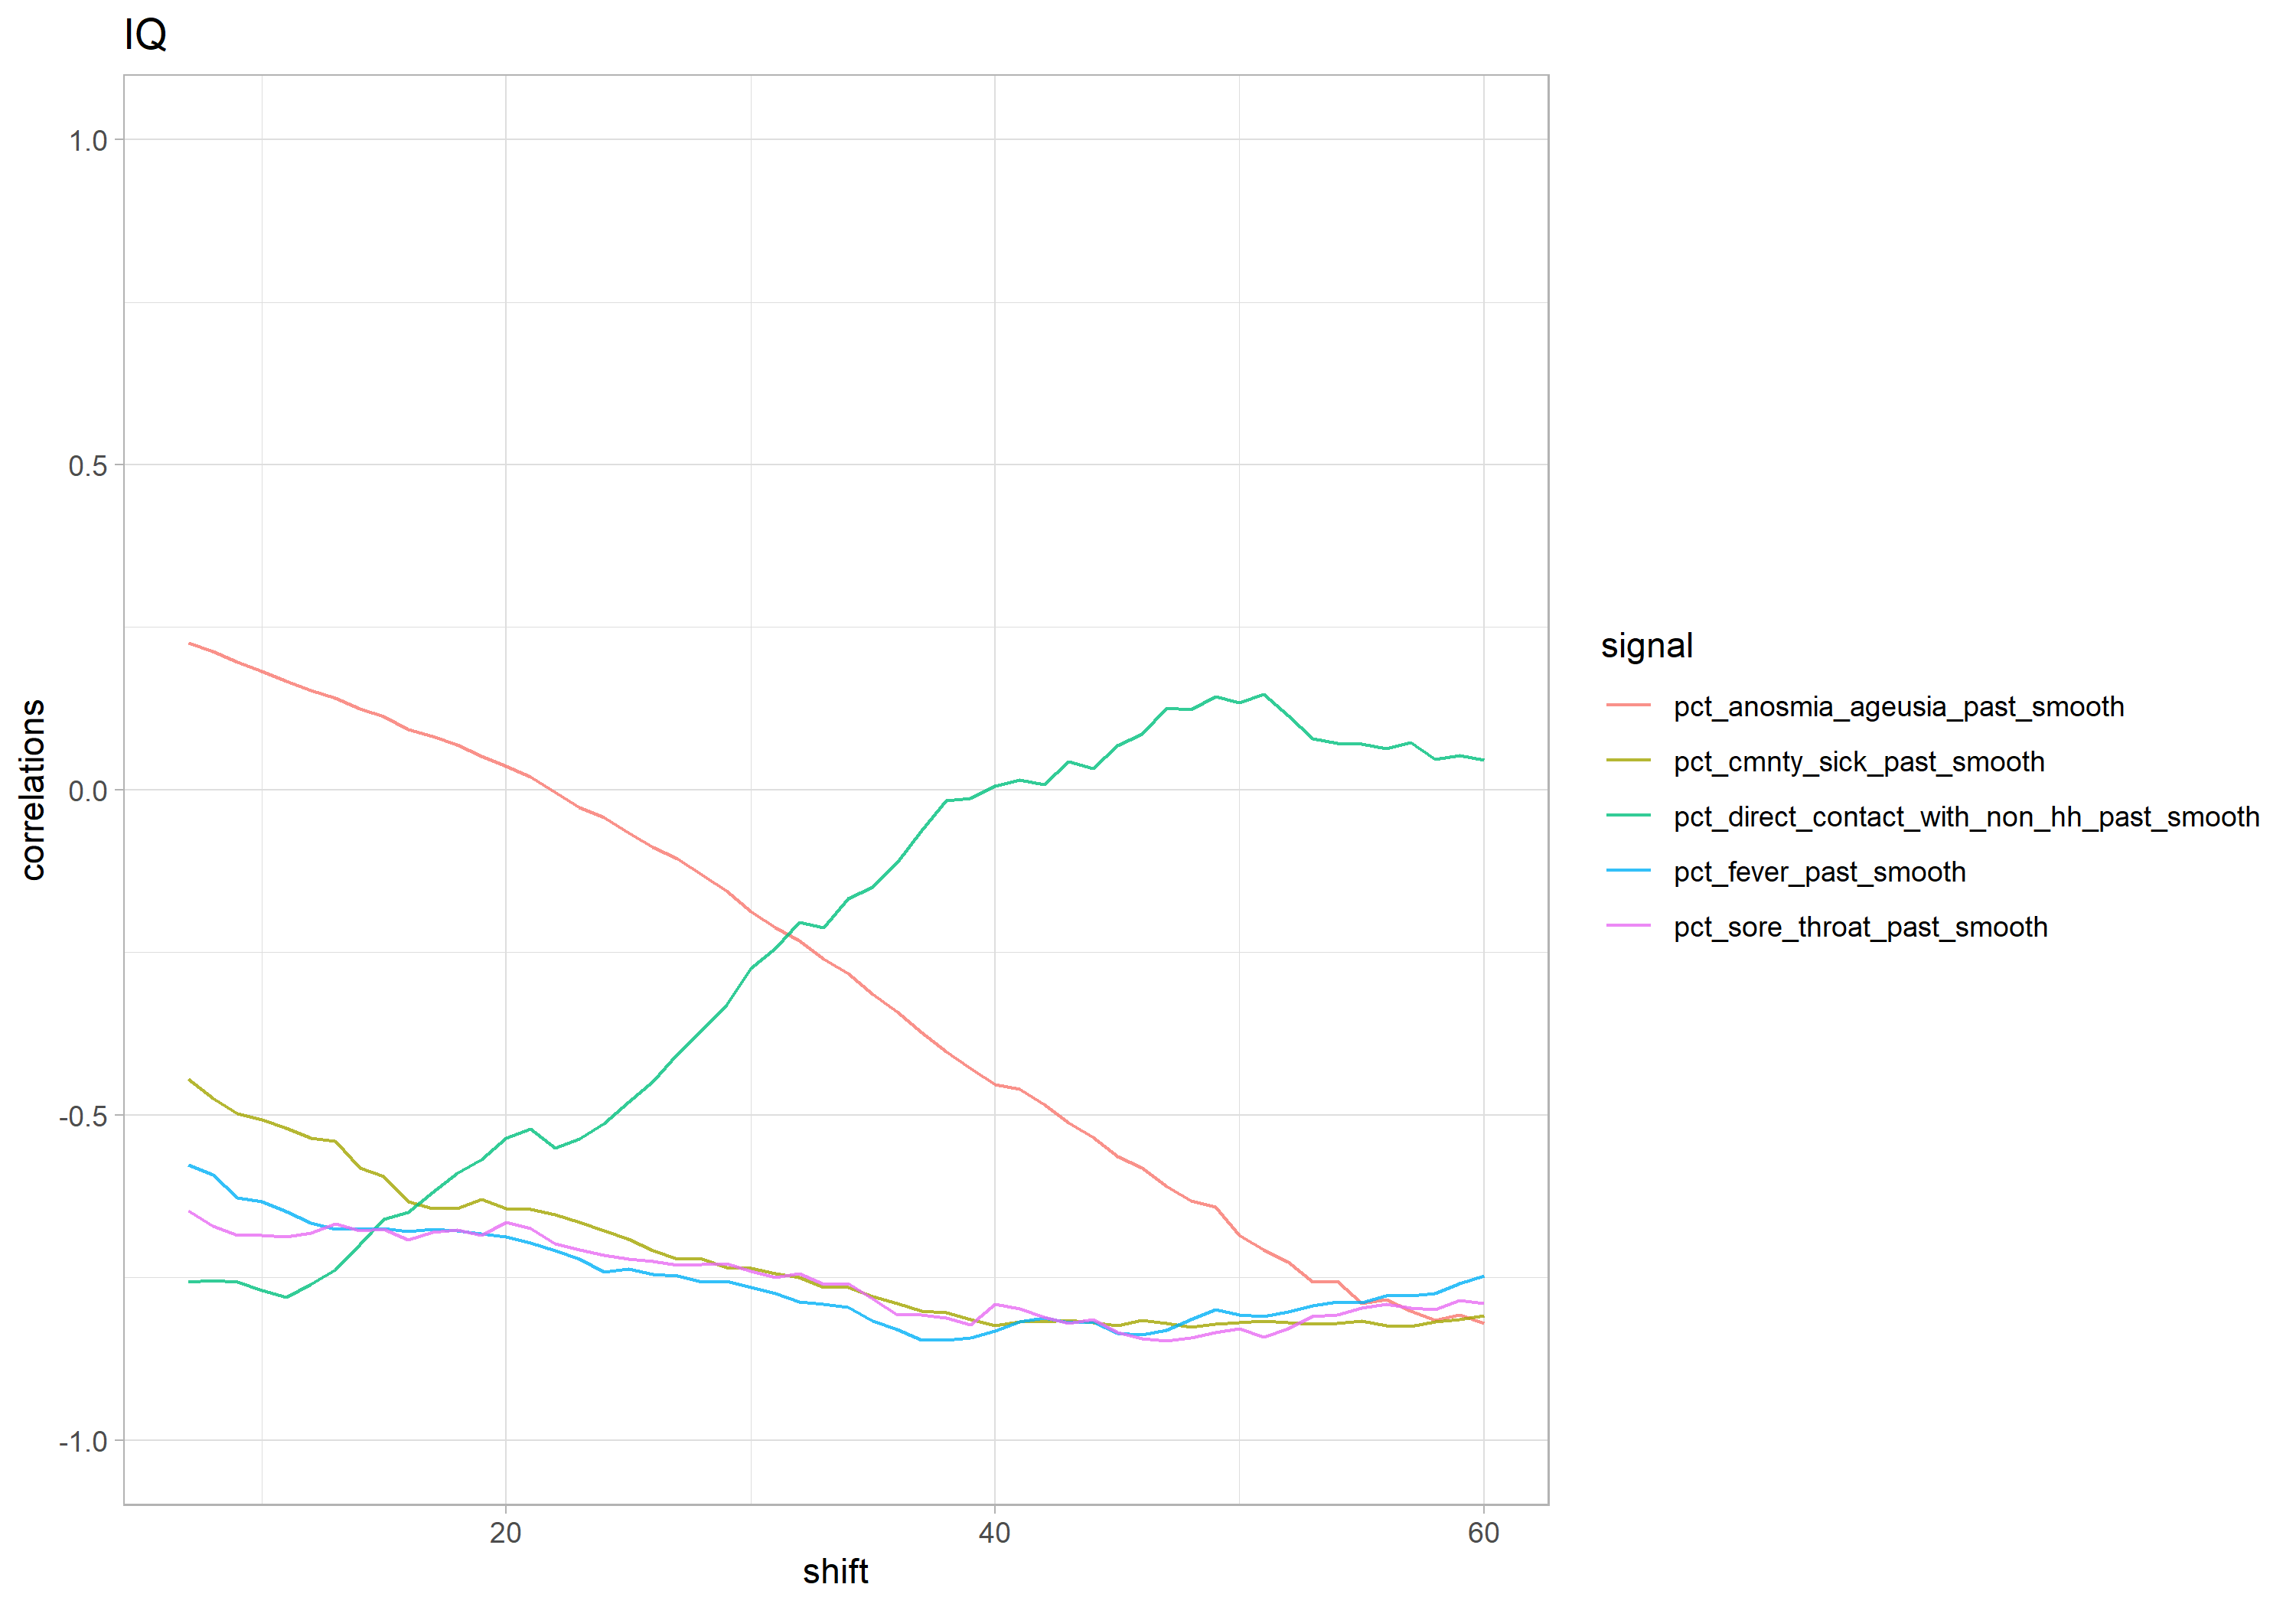 IQ
1.0
0.5
0.0
-0.5
-1.0
correlations
20 40 60
shift
signal
pct_anosmia_ageusia_past_smooth
pct_cmnty_sick_past_smooth
pct_direct_contact_with_non_hh_past_smooth
pct_fever_past_smooth
pct_sore_throat_past_smooth